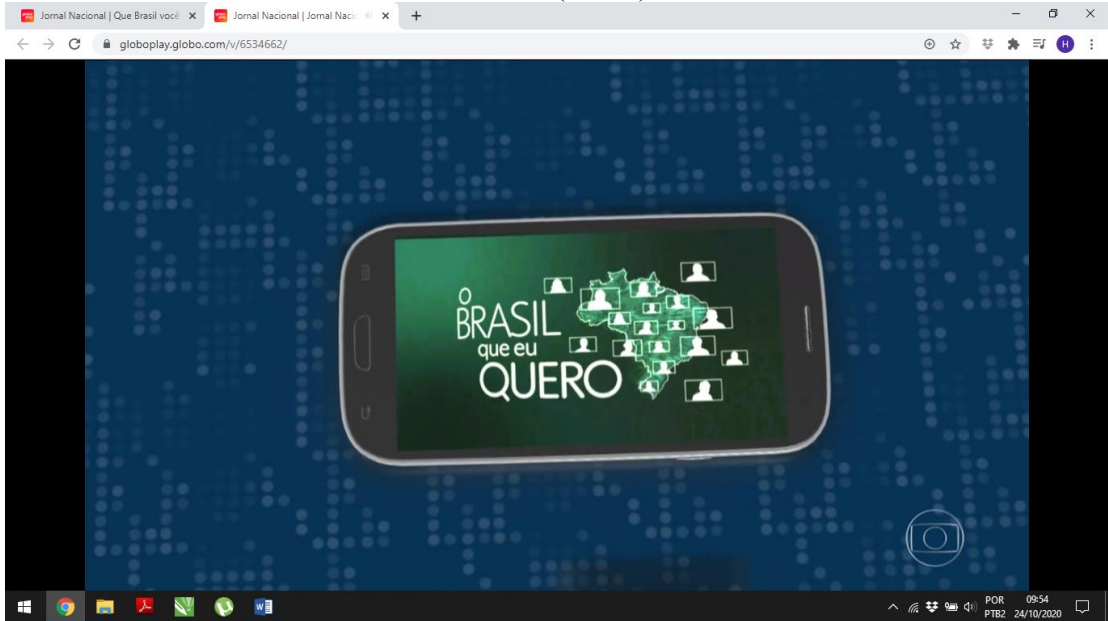 Jornal Nacional | Que Brasil você
Jornal Nacional | Jornal Nacio
globoplay.globo.com/v/6534662/
H
O
BRASIL
que eu
QUERO
W
POR
09:54
PTB2
24/10/2020